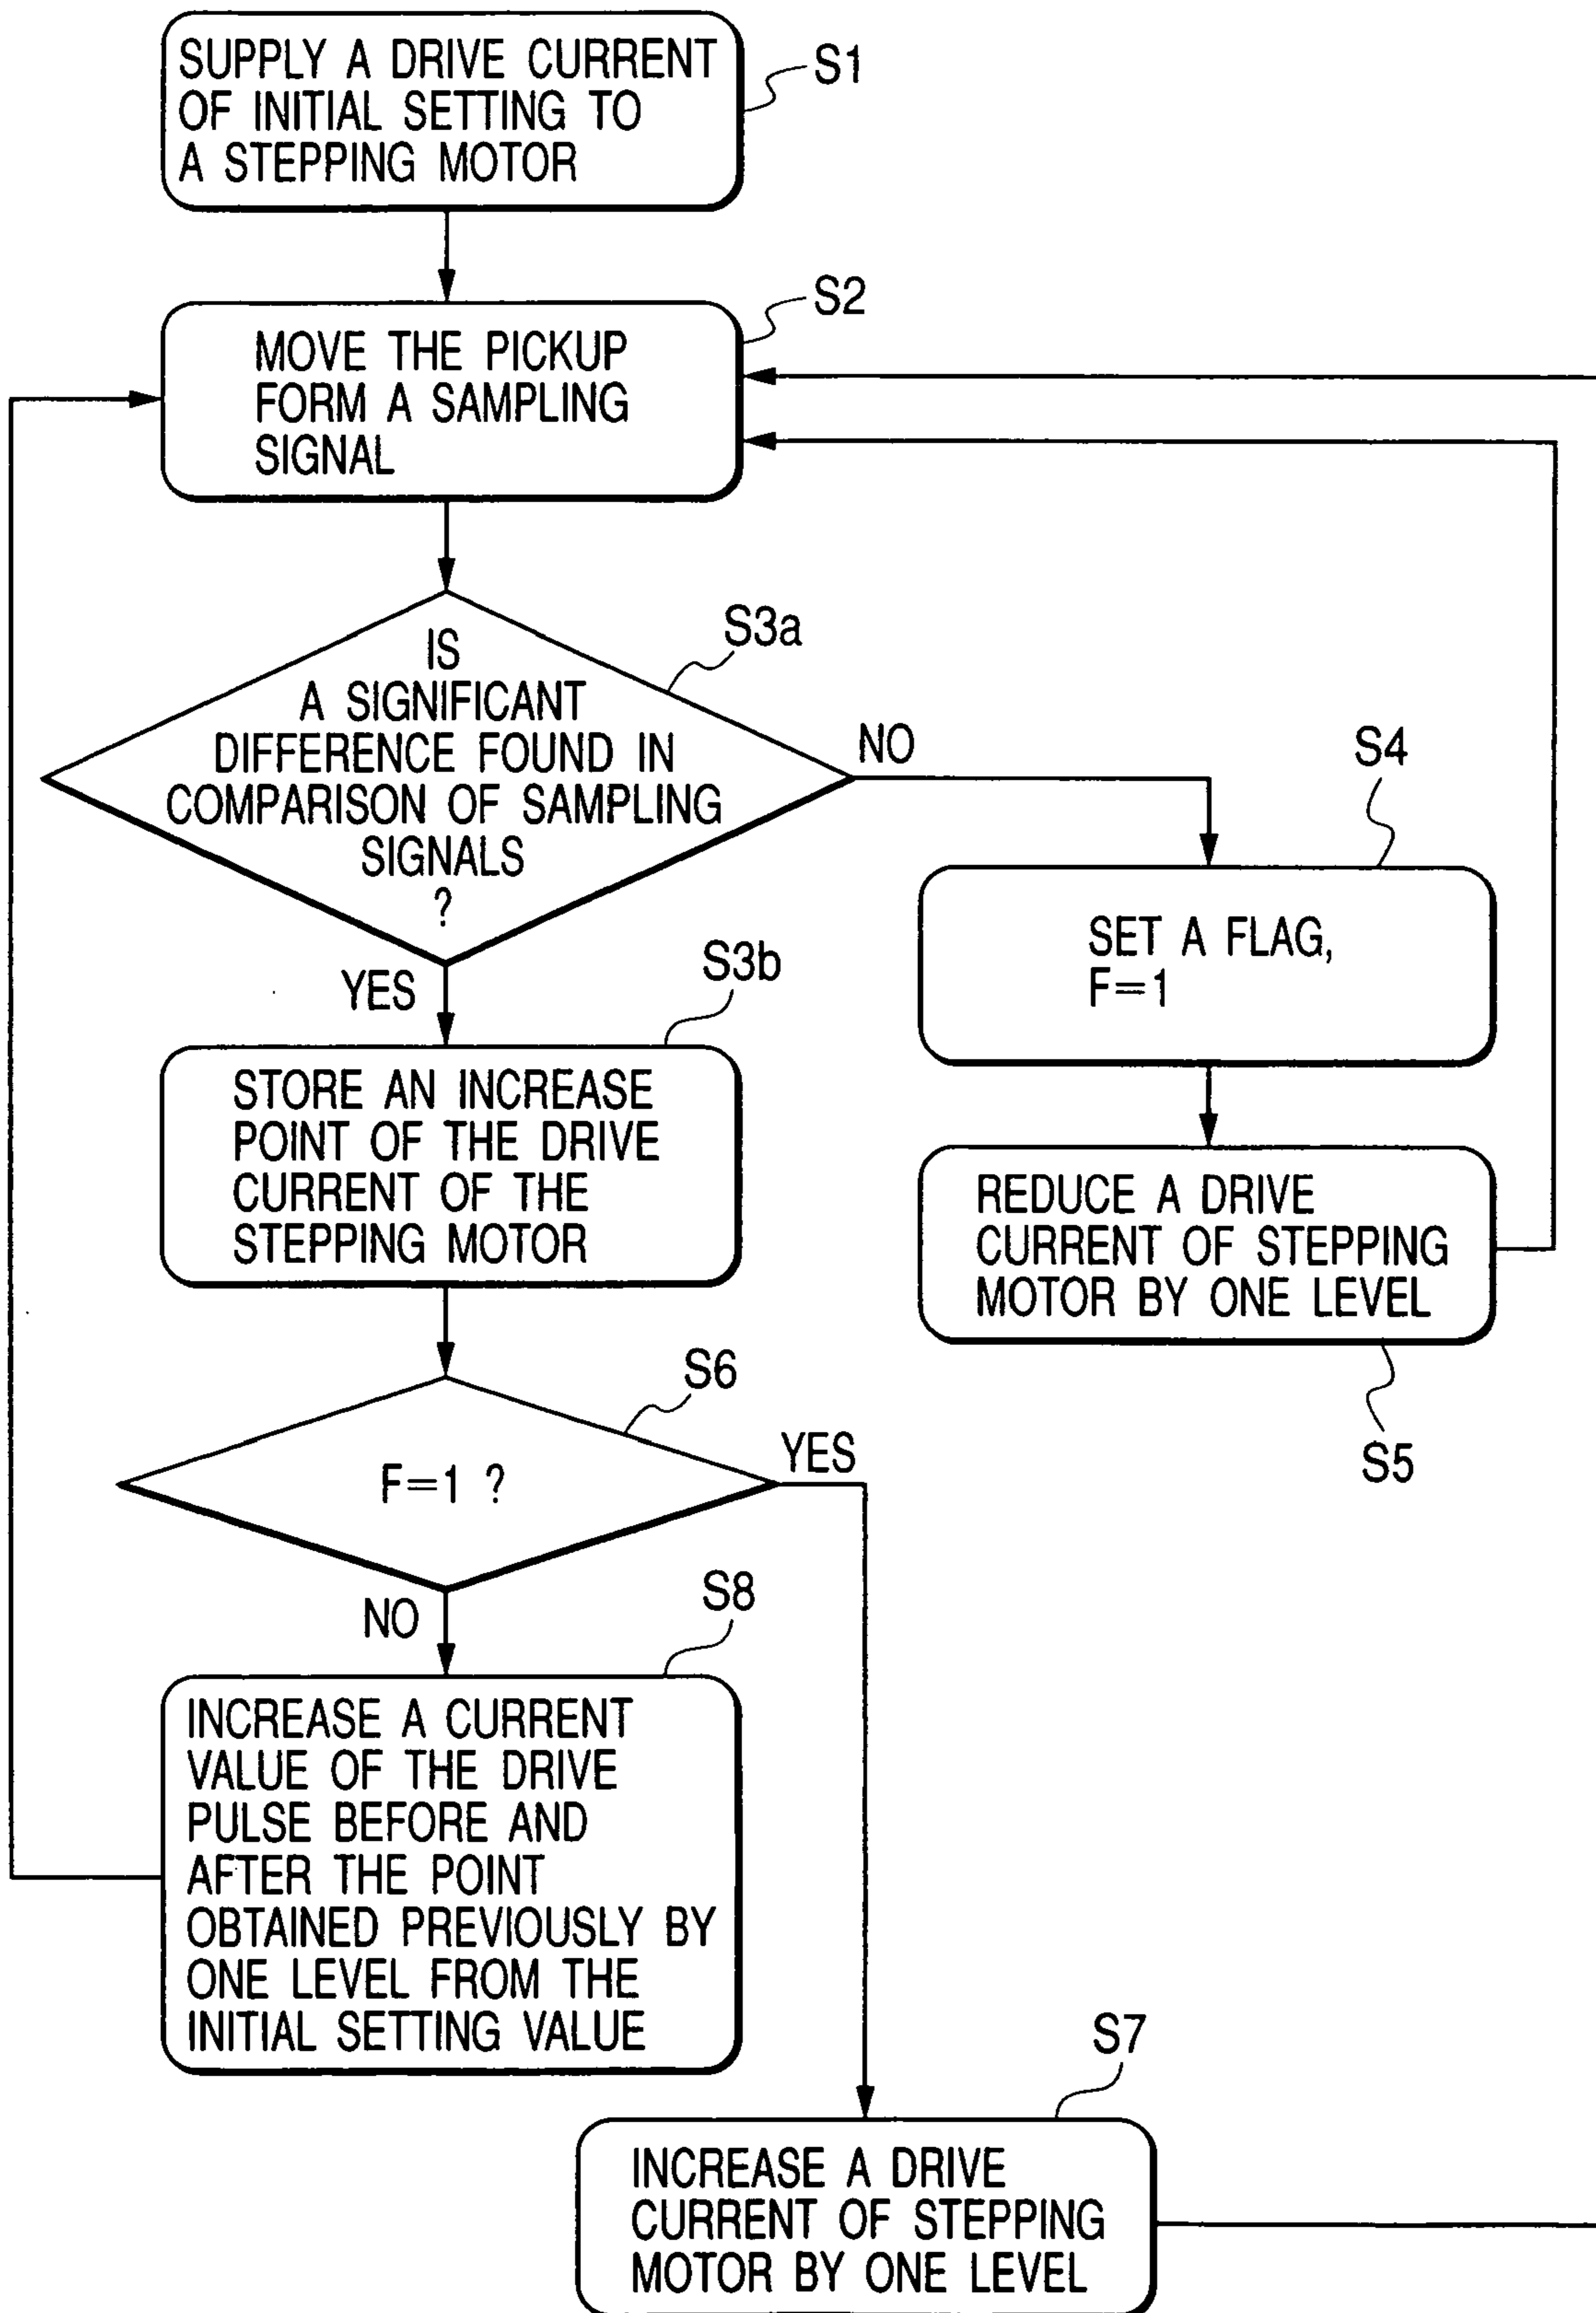 SUPPLY A DRIVE CURRENT
OF INITIAL SETTING TO
A STEPPING MOTOR
S1
MOVE THE PICKUP
FORM A SAMPLING
SIGNAL
S2
IS
A SIGNIFICANT
DIFFERENCE FOUND IN
COMPARISON OF SAMPLING
SIGNALS
?
S3a
NO
YES
S4
SET A FLAG,
F=1
REDUCE A DRIVE
CURRENT OF STEPPING
MOTOR BY ONE LEVEL
S5
S3b
STORE AN INCREASE
POINT OF THE DRIVE
CURRENT OF THE
STEPPING MOTOR
S6
F=1 ?
YES
NO
S8
INCREASE A CURRENT
VALUE OF THE DRIVE
PULSE BEFORE AND
AFTER THE POINT
OBTAINED PREVIOUSLY BY
ONE LEVEL FROM THE
INITIAL SETTING VALUE
S7
INCREASE A DRIVE
CURRENT OF STEPPING
MOTOR BY ONE LEVEL